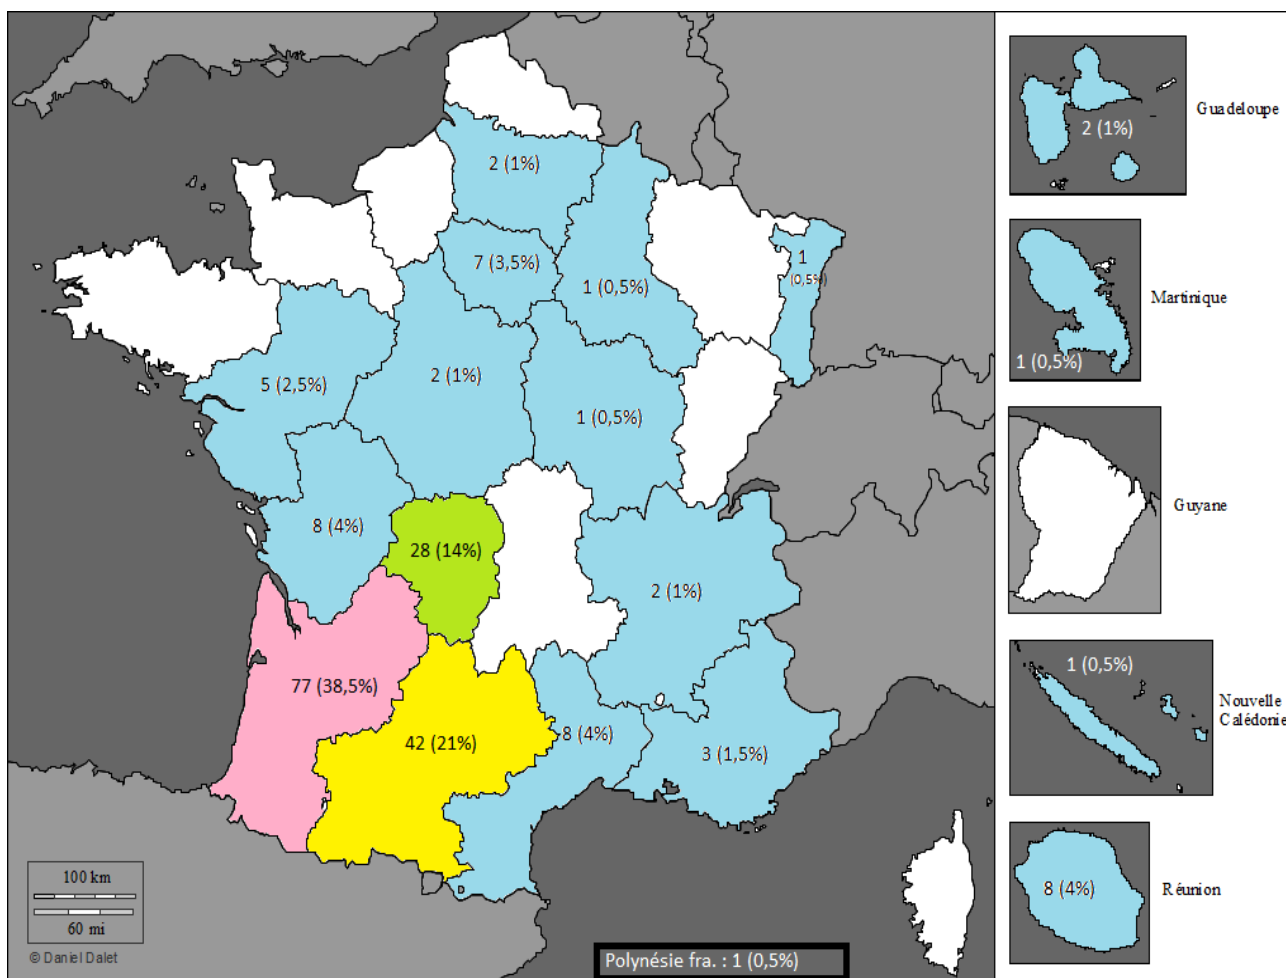 2 (1%)
7 (3,5%)
1 (0,5%)
1
(0,5%)
5 (2,5%)
2 (1%)
1 (0,5%)
8 (4%)
28 (14%)
2 (1%)
77 (38,5%)
42 (21%)
8 (4%)
3 (1,5%)
100 km
60 mi
© Daniel Dalet
Polynésie fra. : 1 (0,5%)
Guadeloupe
2 (1%)
Martinique
1 (0,5%)
Guyane
1 (0,5%)
Nouvelle
Calédonie
8 (4%)
Réunion